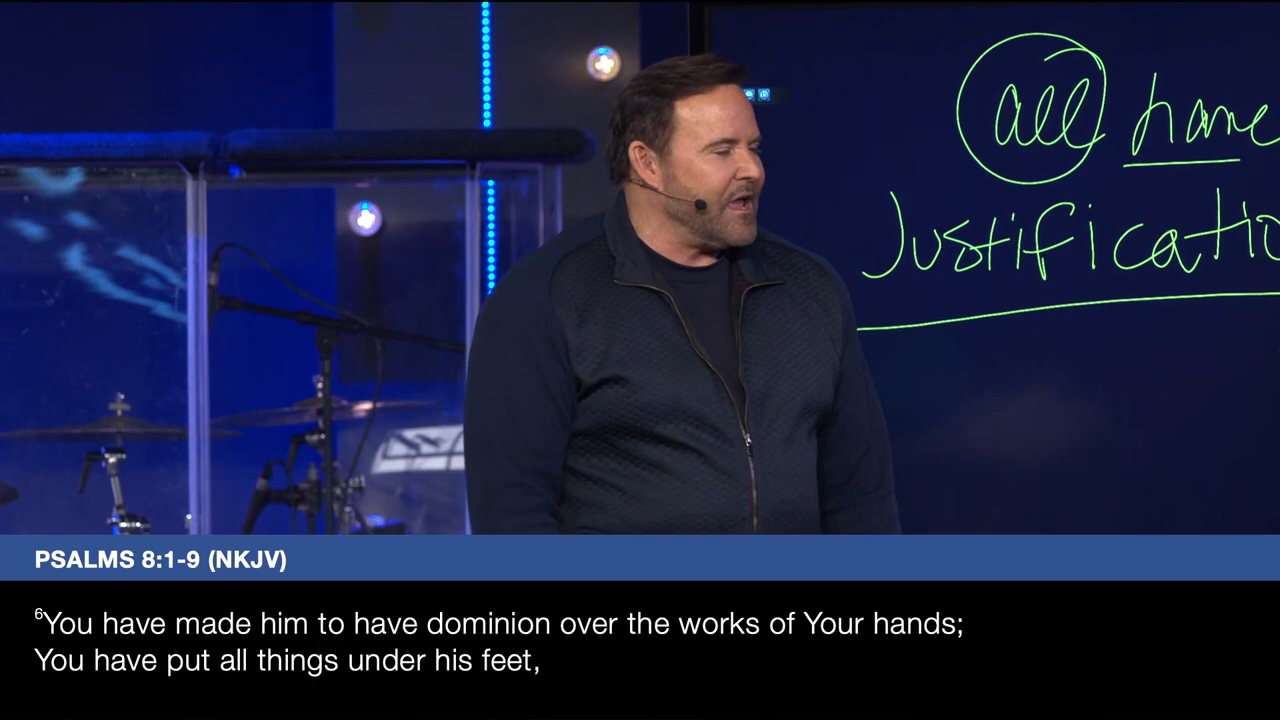 all have
Justificatio
PSALMS 8:1-9 (NKJV)
6You have made him to have dominion over the works of Your hands;
You have put all things under his feet,